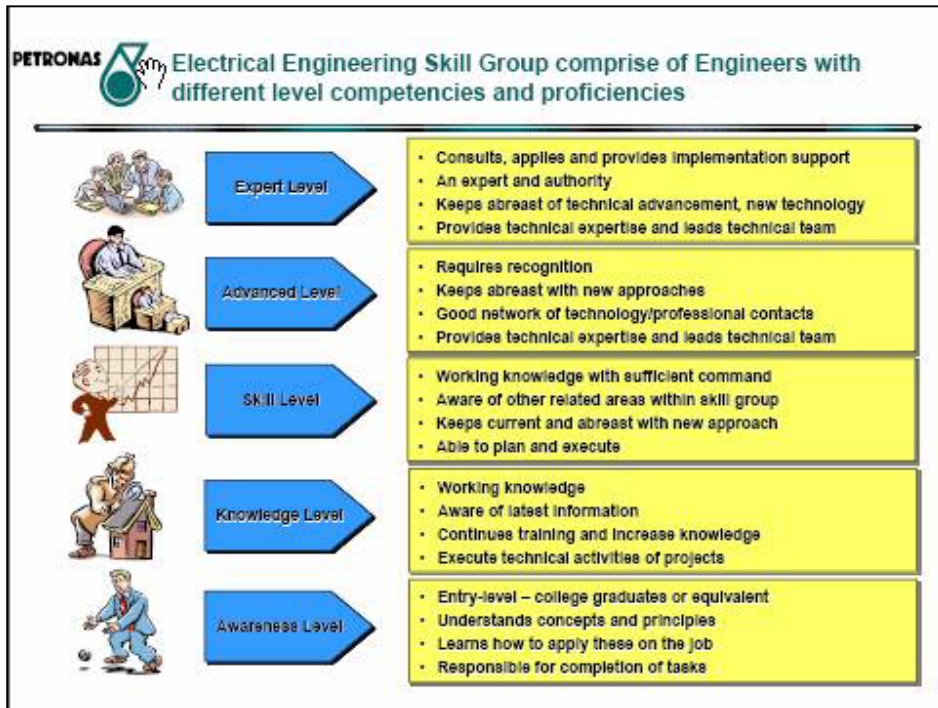 PETRONAS
Electrical Engineering Skill Group comprise of Engineers with
different level competencies and proficiencies
Expert Level
• Consults, applies and provides implementation support
• An expert and authority
• Keeps abreast of technical advancement, new technology
• Provides technical expertise and leads technical team
Advanced Level
• Requires recognition
• Keeps abreast with new approaches
• Good network of technology/professional contacts
• Provides technical expertise and leads technical team
Skill Level
• Working knowledge with sufficient command
• Aware of other related areas within skill group
• Keeps current and abreast with new approach
• Able to plan and execute
Knowledge Level
• Working knowledge
• Aware of latest information
• Continues training and increase knowledge
• Execute technical activities of projects
Awareness Level
• Entry-level – college graduates or equivalent
• Understands concepts and principles
• Learns how to apply these on the job
• Responsible for completion of tasks